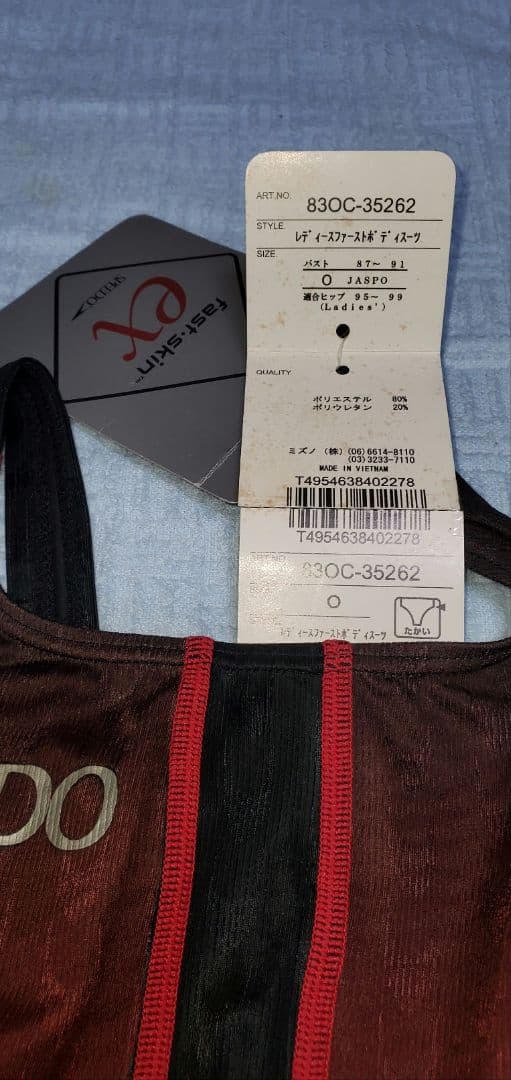 ART.NO. 83OC-35262
STYLE. レディースファーストボディスーツ
SIZE.
バスト 87～ 91
O JASPO
適合ヒップ 95～ 99
(Ladies')
QUALITY
ポリエステル 80%
ポリウレタン 20%
ミズノ (株) (06)6614-8110
(03)3233-7110
MADE IN VIETNAM
T4954638402278
T4954638402278
ART.NO.
83OC-35262
O
たかい
レディースファーストボディスーツ
SPEEDO
fast-skin
ex
TM
DO